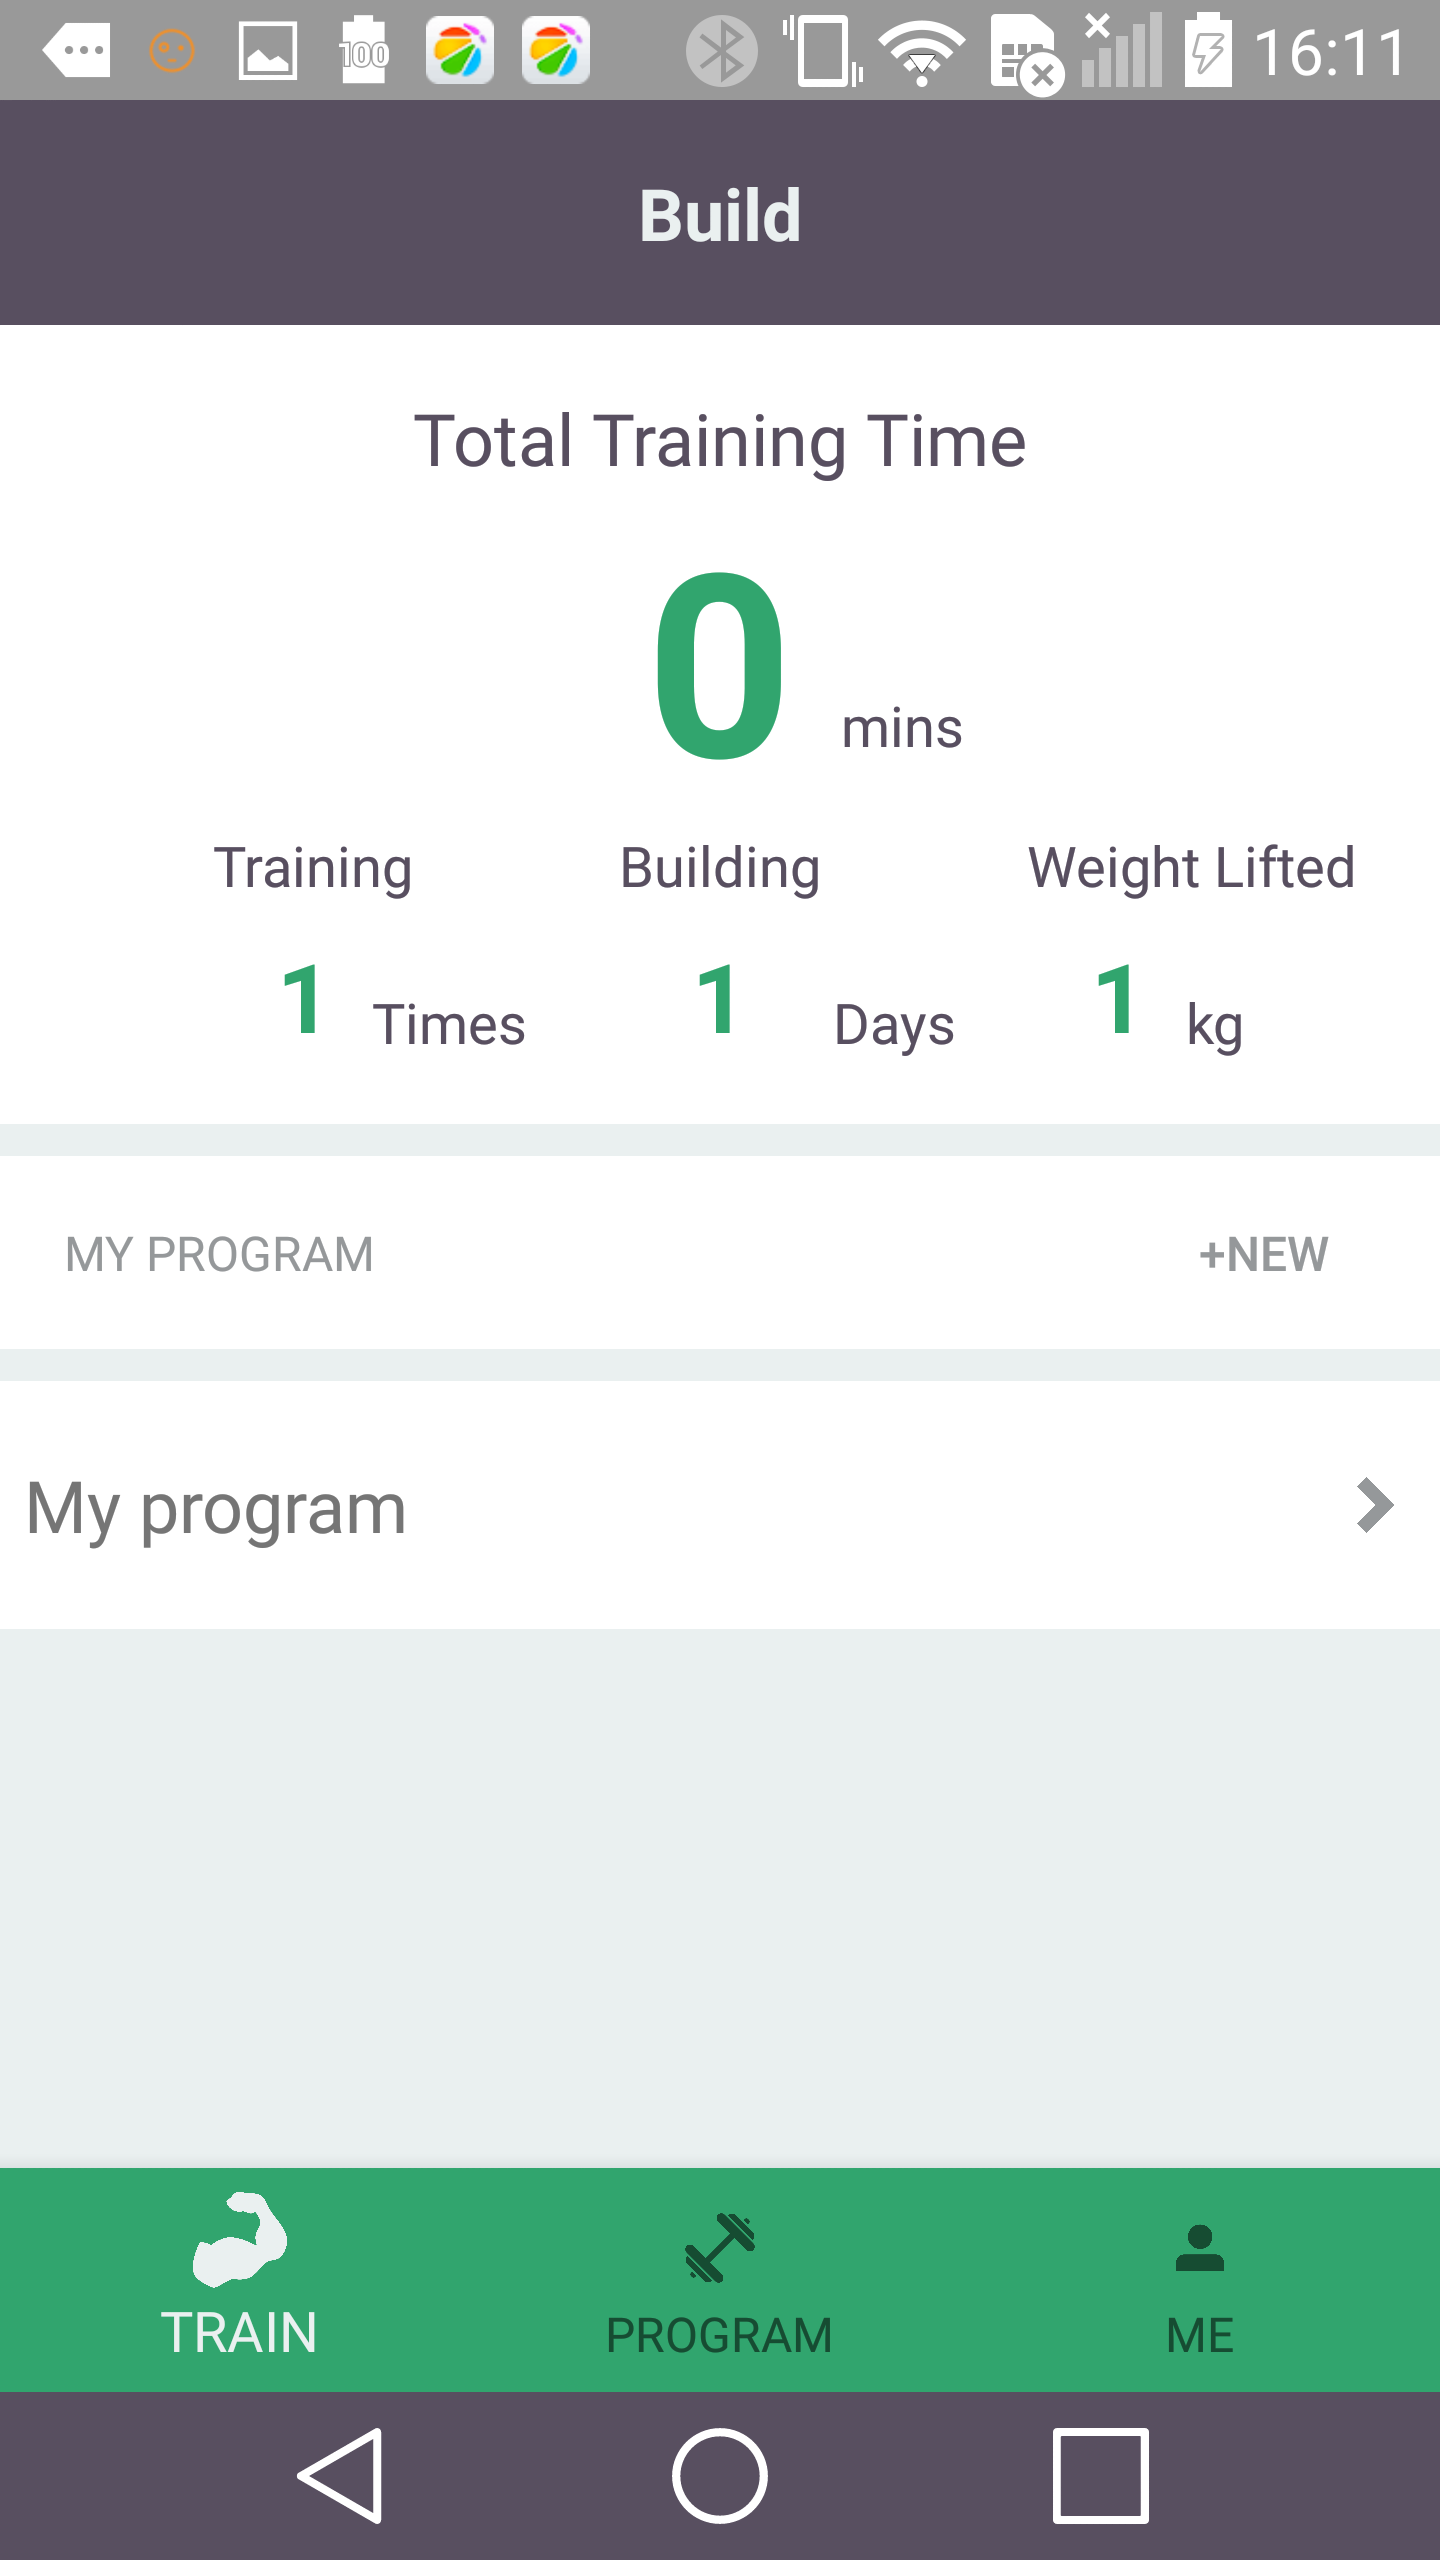 100
16:11
Build
Total Training Time
0 mins
Training Building Weight Lifted
1 Times 1 Days 1 kg
MY PROGRAM +NEW
My program
TRAIN PROGRAM ME